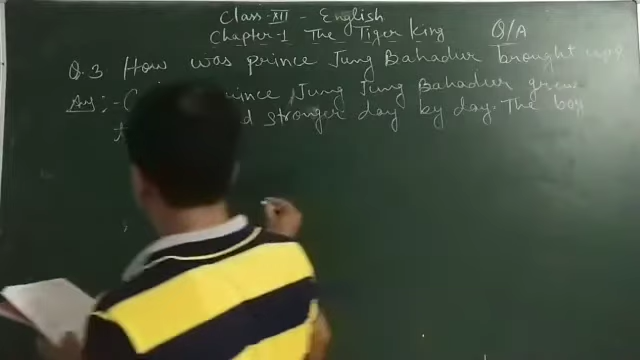 Class-XII - English
Chapter-1 The Tiger King Q/A
Q.3 How was prince Jung Bahadur brought up?
Ans:- Jung Jung Bahadur grew
stronger day by day. The boy